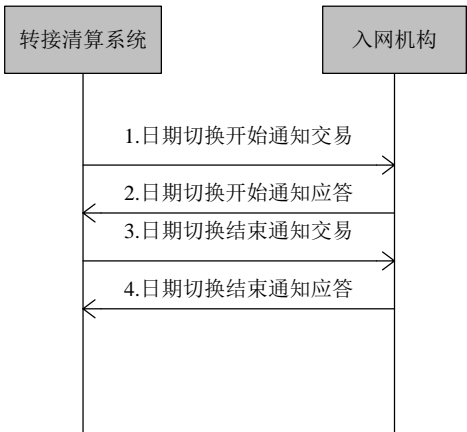 转接清算系统
入网机构
1.日期切换开始通知交易
2.日期切换开始通知应答
3.日期切换结束通知交易
4.日期切换结束通知应答